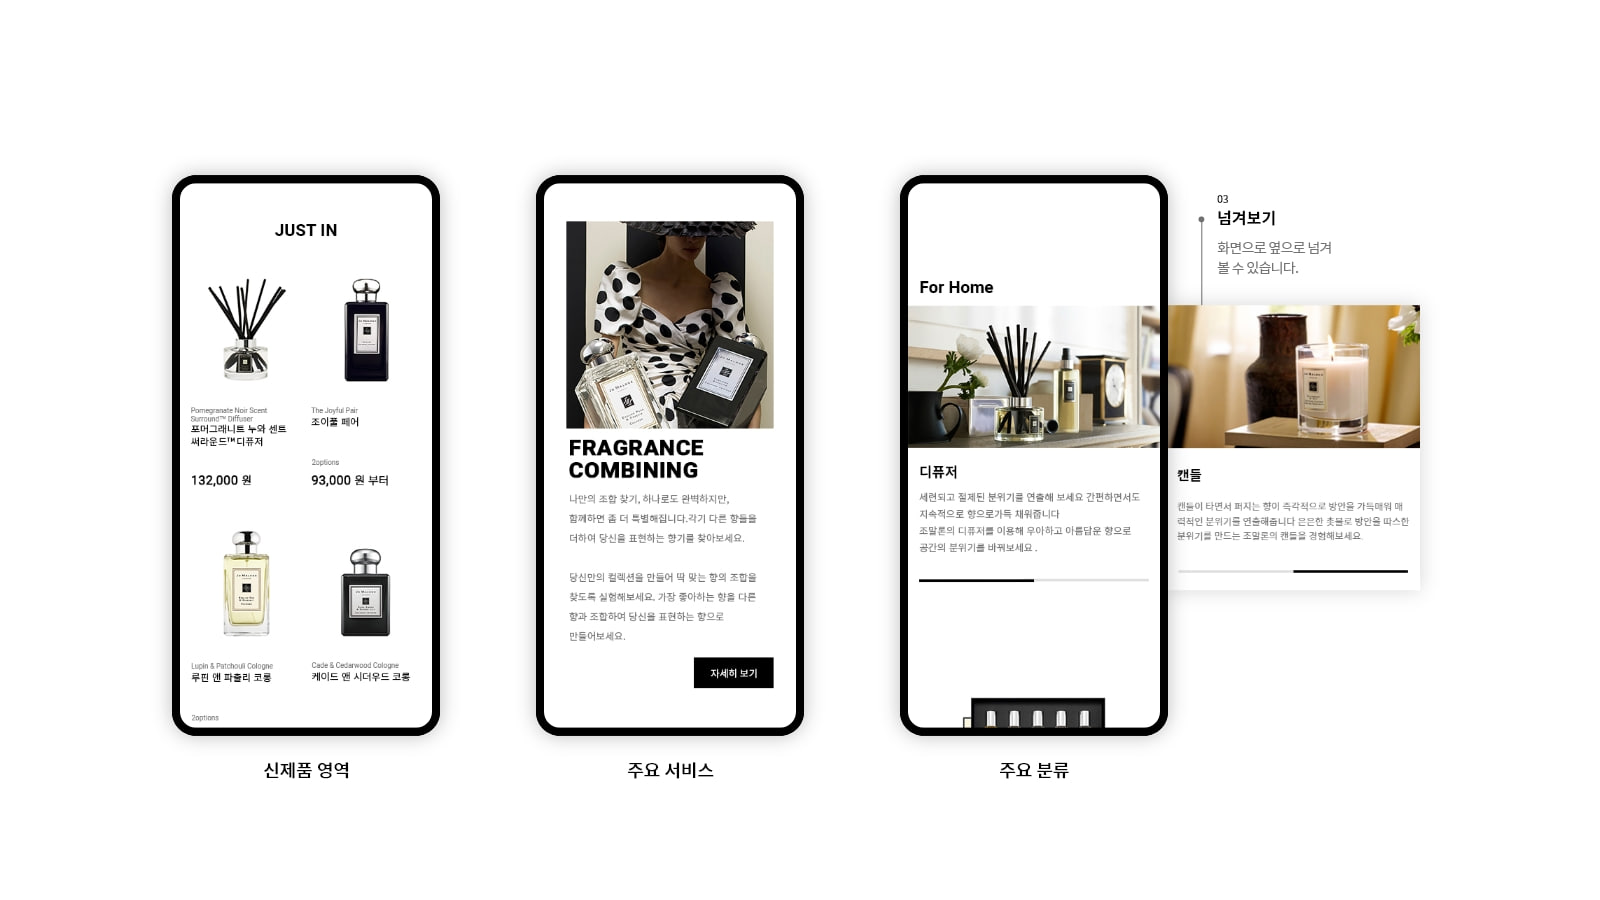 JUST IN
Pomegranate Noir Scent
Surround™ Diffuser
포머그래니트 누와 센트
써라운드™디퓨저
132,000 원
The Joyful Pair
조이풀 페어
2options
93,000 원 부터
Lupin & Patchouli Cologne
루핀 앤 파출리 코롱
2options
Cade & Cedarwood Cologne
케이드 앤 시더우드 코롱
신제품 영역
FRAGRANCE
COMBINING
나만의 조합 찾기, 하나로도 완벽하지만,
함께하면 좀 더 특별해집니다.각기 다른 향들을
더하여 당신을 표현하는 향기를 찾아보세요.
당신만의 컬렉션을 만들어 딱 맞는 향의 조합을
찾도록 실험해보세요. 가장 좋아하는 향을 다른
향과 조합하여 당신을 표현하는 향으로
만들어보세요.
자세히 보기
주요 서비스
For Home
디퓨저
세련되고 절제된 분위기를 연출해 보세요 간편하면서도
지속적으로 향으로가득 채워줍니다
조말론의 디퓨저를 이용해 우아하고 아름답운 향으로
공간의 분위기를 바꿔보세요 .
주요 분류
03
넘겨보기
화면으로 옆으로 넘겨
볼 수 있습니다.
JO MALONE
캔들
캔들이 타면서 퍼지는 향이 즉각적으로 방안을 가득매워 매
력적인 분위기를 연출해줍니다 은은한 촛불로 방안을 따스한
분위기를 만드는 조말론의 캔들을 경험해보세요.